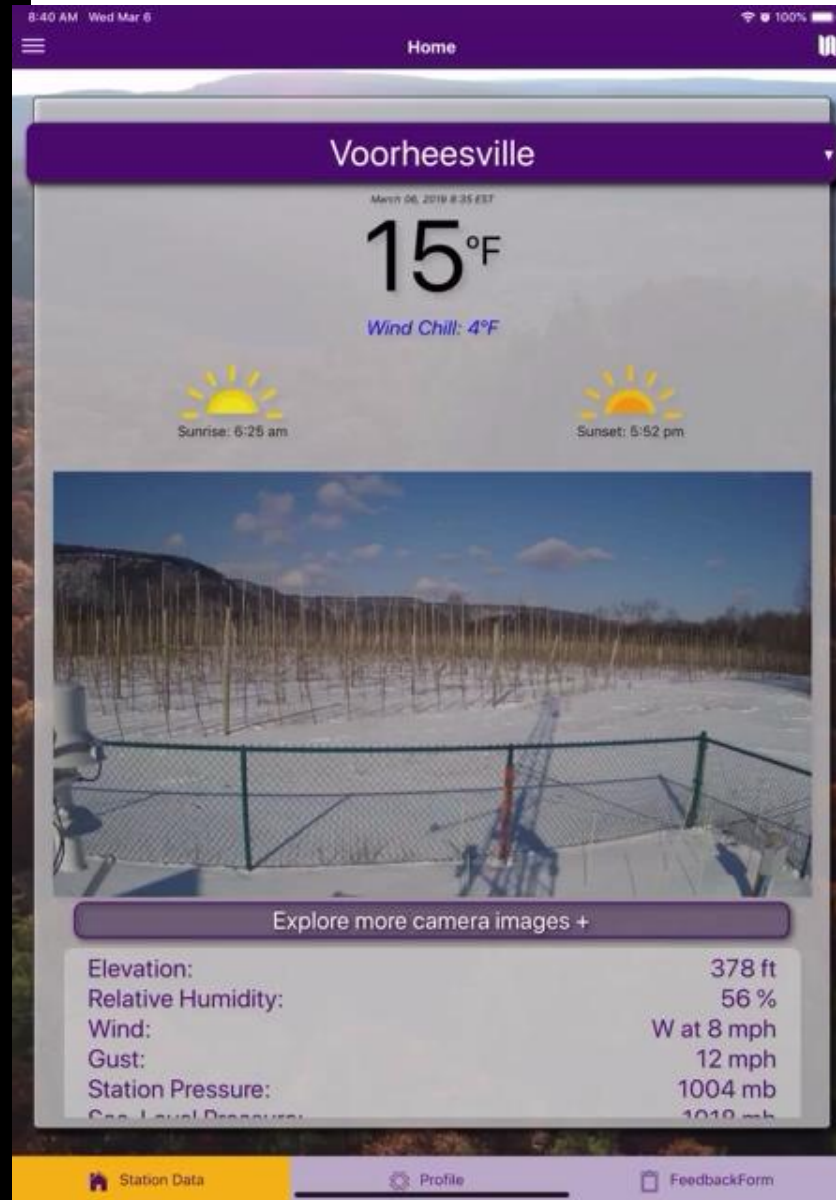 8:40 AM Wed Mar 6
100%
Home
Voorheesville
March 06, 2019 8:35 EST
15°F
Wind Chill: 4°F
Sunrise: 6:25 am
Sunset: 5:52 pm
Explore more camera images +
Elevation: 378 ft
Relative Humidity: 56 %
Wind: W at 8 mph
Gust: 12 mph
Station Pressure: 1004 mb
Station Data
Profile
FeedbackForm